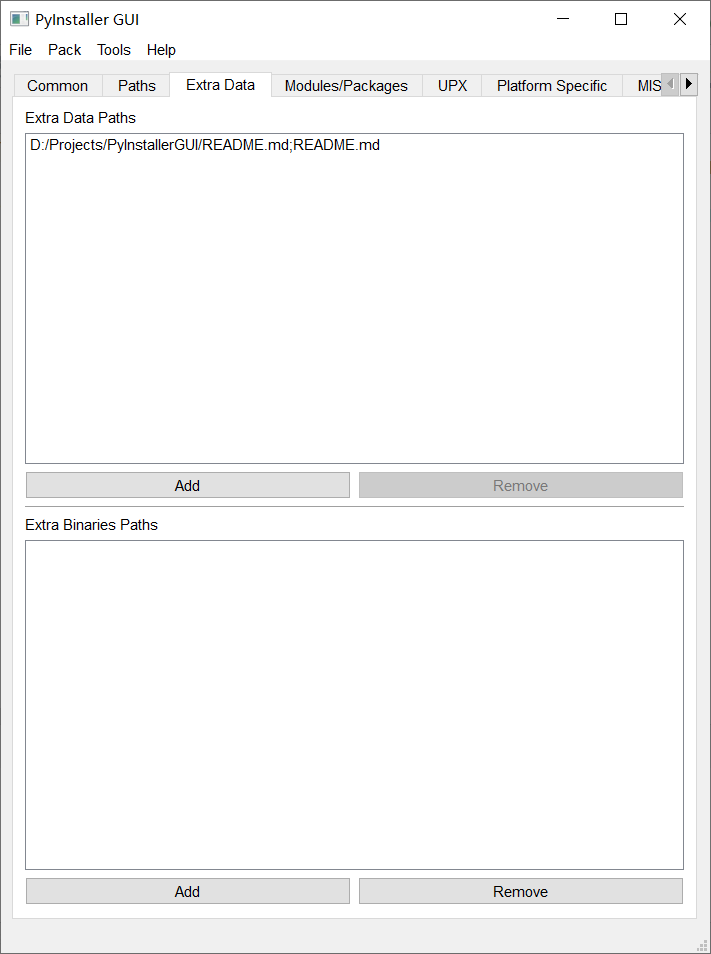 PyInstaller GUI
File Pack Tools Help
Common Paths Extra Data Modules/Packages UPX Platform Specific MIS
Extra Data Paths
D:/Projects/PyInstallerGUI/README.md;README.md
Add Remove
Extra Binaries Paths
Add Remove